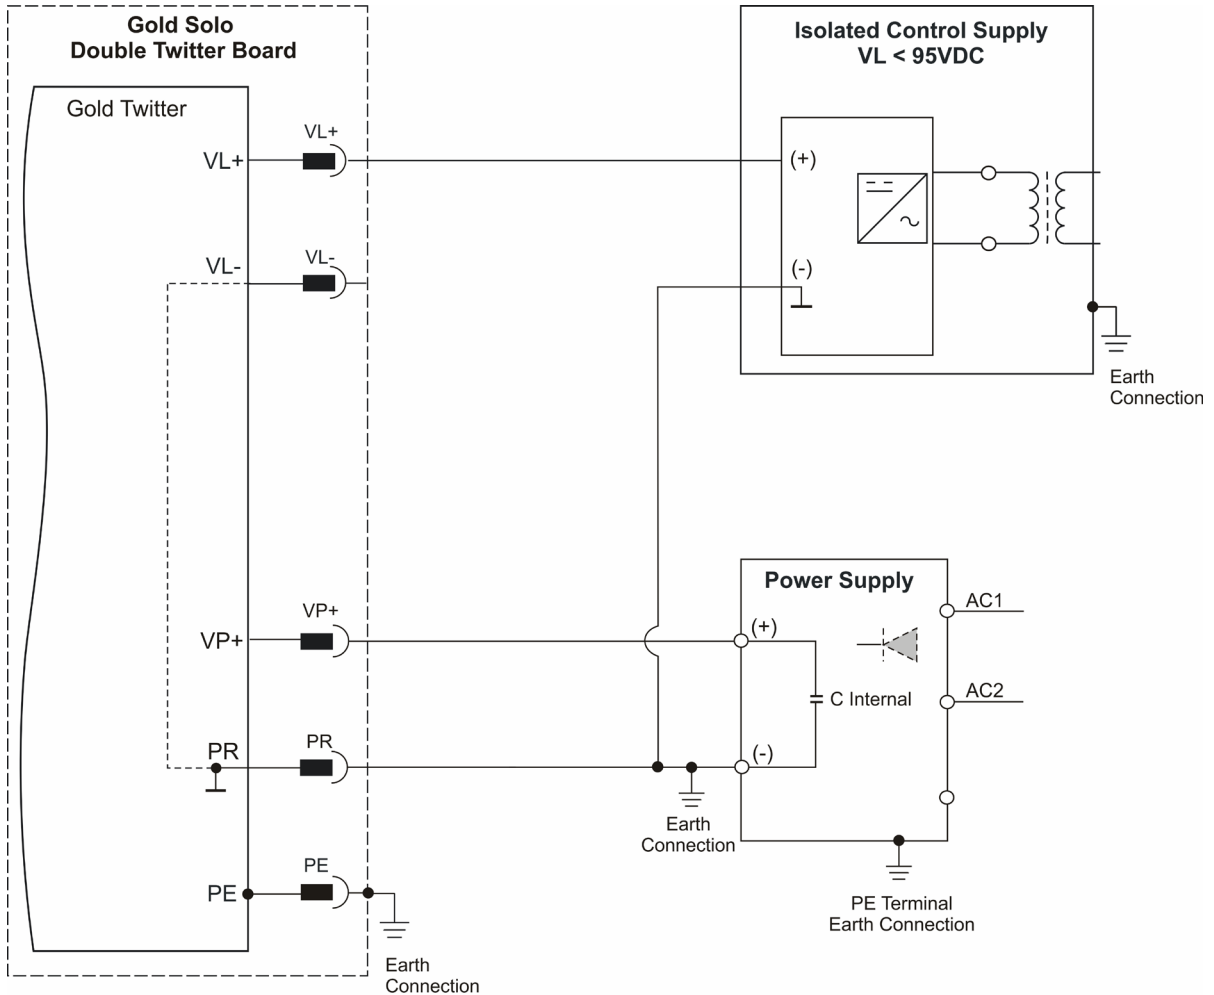 Gold Solo
Double Twitter Board
Gold Twitter
VL+
VL+
VL-
VL-
VP+
VP+
PR
PR
PE
PE
Earth
Connection
Isolated Control Supply
VL < 95VDC
(+)
(-)
Earth
Connection
Power Supply
(+)
C Internal
(-)
AC1
AC2
Earth
Connection
PE Terminal
Earth Connection